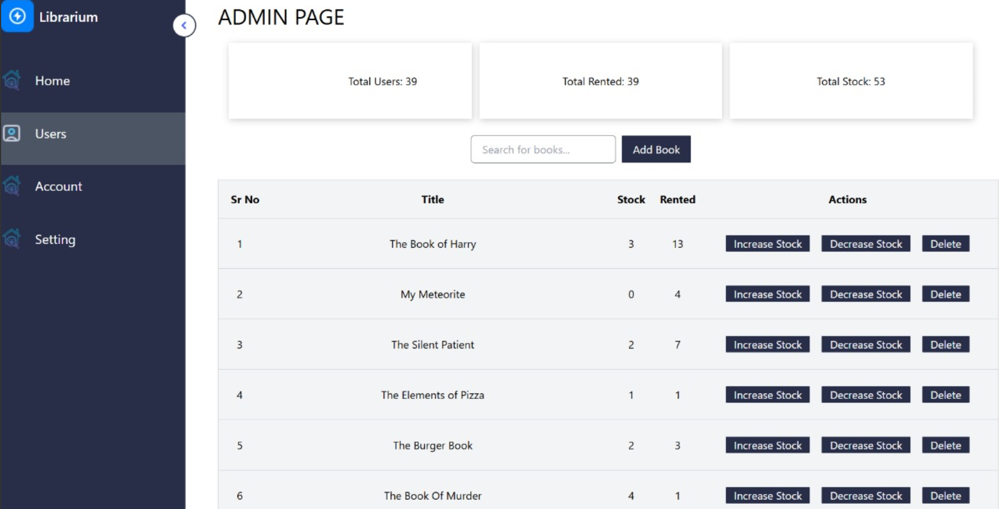 Librarium
Home
Users
Account
Setting
ADMIN PAGE
Total Users: 39
Total Rented: 39
Total Stock: 53
Search for books...
Add Book
Sr No Title Stock Rented Actions
1 The Book of Harry 3 13 Increase Stock Decrease Stock Delete
2 My Meteorite 0 4 Increase Stock Decrease Stock Delete
3 The Silent Patient 2 7 Increase Stock Decrease Stock Delete
4 The Elements of Pizza 1 1 Increase Stock Decrease Stock Delete
5 The Burger Book 2 3 Increase Stock Decrease Stock Delete
6 The Book Of Murder 4 1 Increase Stock Decrease Stock Delete